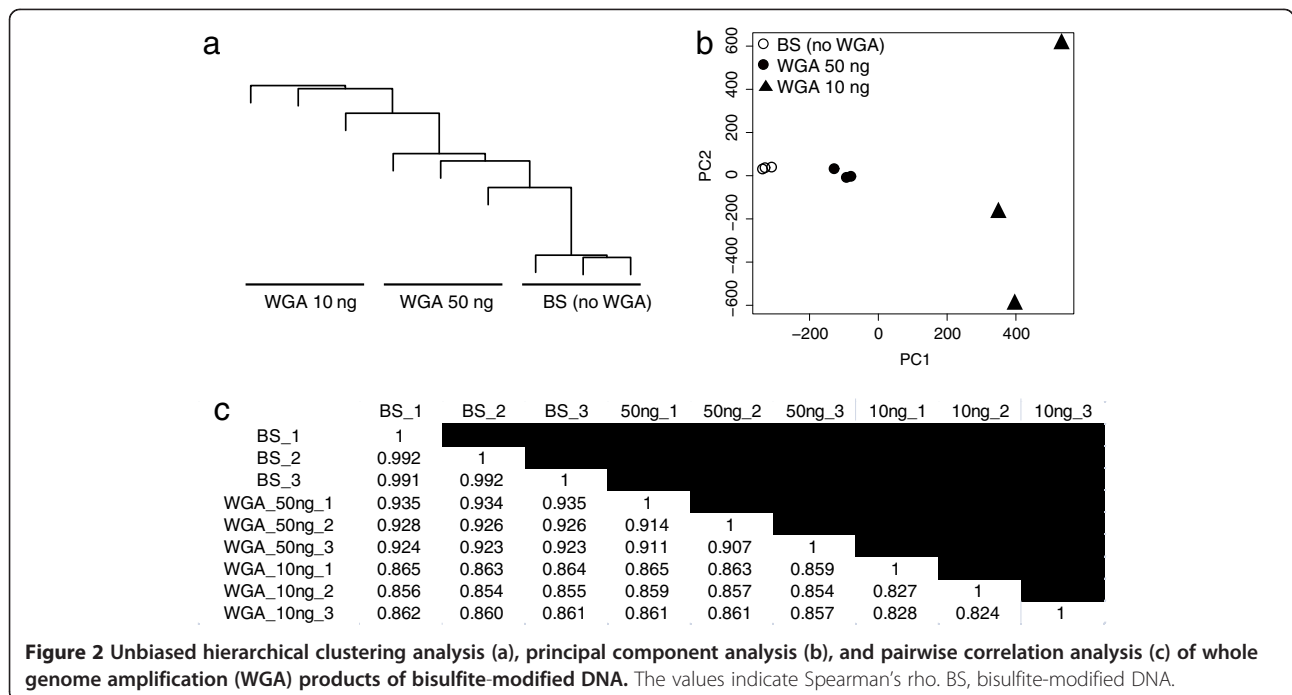 a
WGA 10 ng WGA 50 ng BS (no WGA)
b
BS (no WGA)
WGA 50 ng
WGA 10 ng
600
400
200
0
−200
−400
−600
PC2
−200 0 200 400
PC1
c
BS_1 BS_2 BS_3 50ng_1 50ng_2 50ng_3 10ng_1 10ng_2 10ng_3
BS_1 1
BS_2 0.992 1
BS_3 0.991 0.992 1
WGA_50ng_1 0.935 0.934 0.935 1
WGA_50ng_2 0.928 0.926 0.926 0.914 1
WGA_50ng_3 0.924 0.923 0.923 0.911 0.907 1
WGA_10ng_1 0.865 0.863 0.864 0.865 0.863 0.859 1
WGA_10ng_2 0.856 0.854 0.855 0.859 0.857 0.854 0.827 1
WGA_10ng_3 0.862 0.860 0.861 0.861 0.861 0.857 0.828 0.824 1
Figure 2 Unbiased hierarchical clustering analysis (a), principal component analysis (b), and pairwise correlation analysis (c) of whole
genome amplification (WGA) products of bisulfite-modified DNA. The values indicate Spearman's rho. BS, bisulfite-modified DNA.